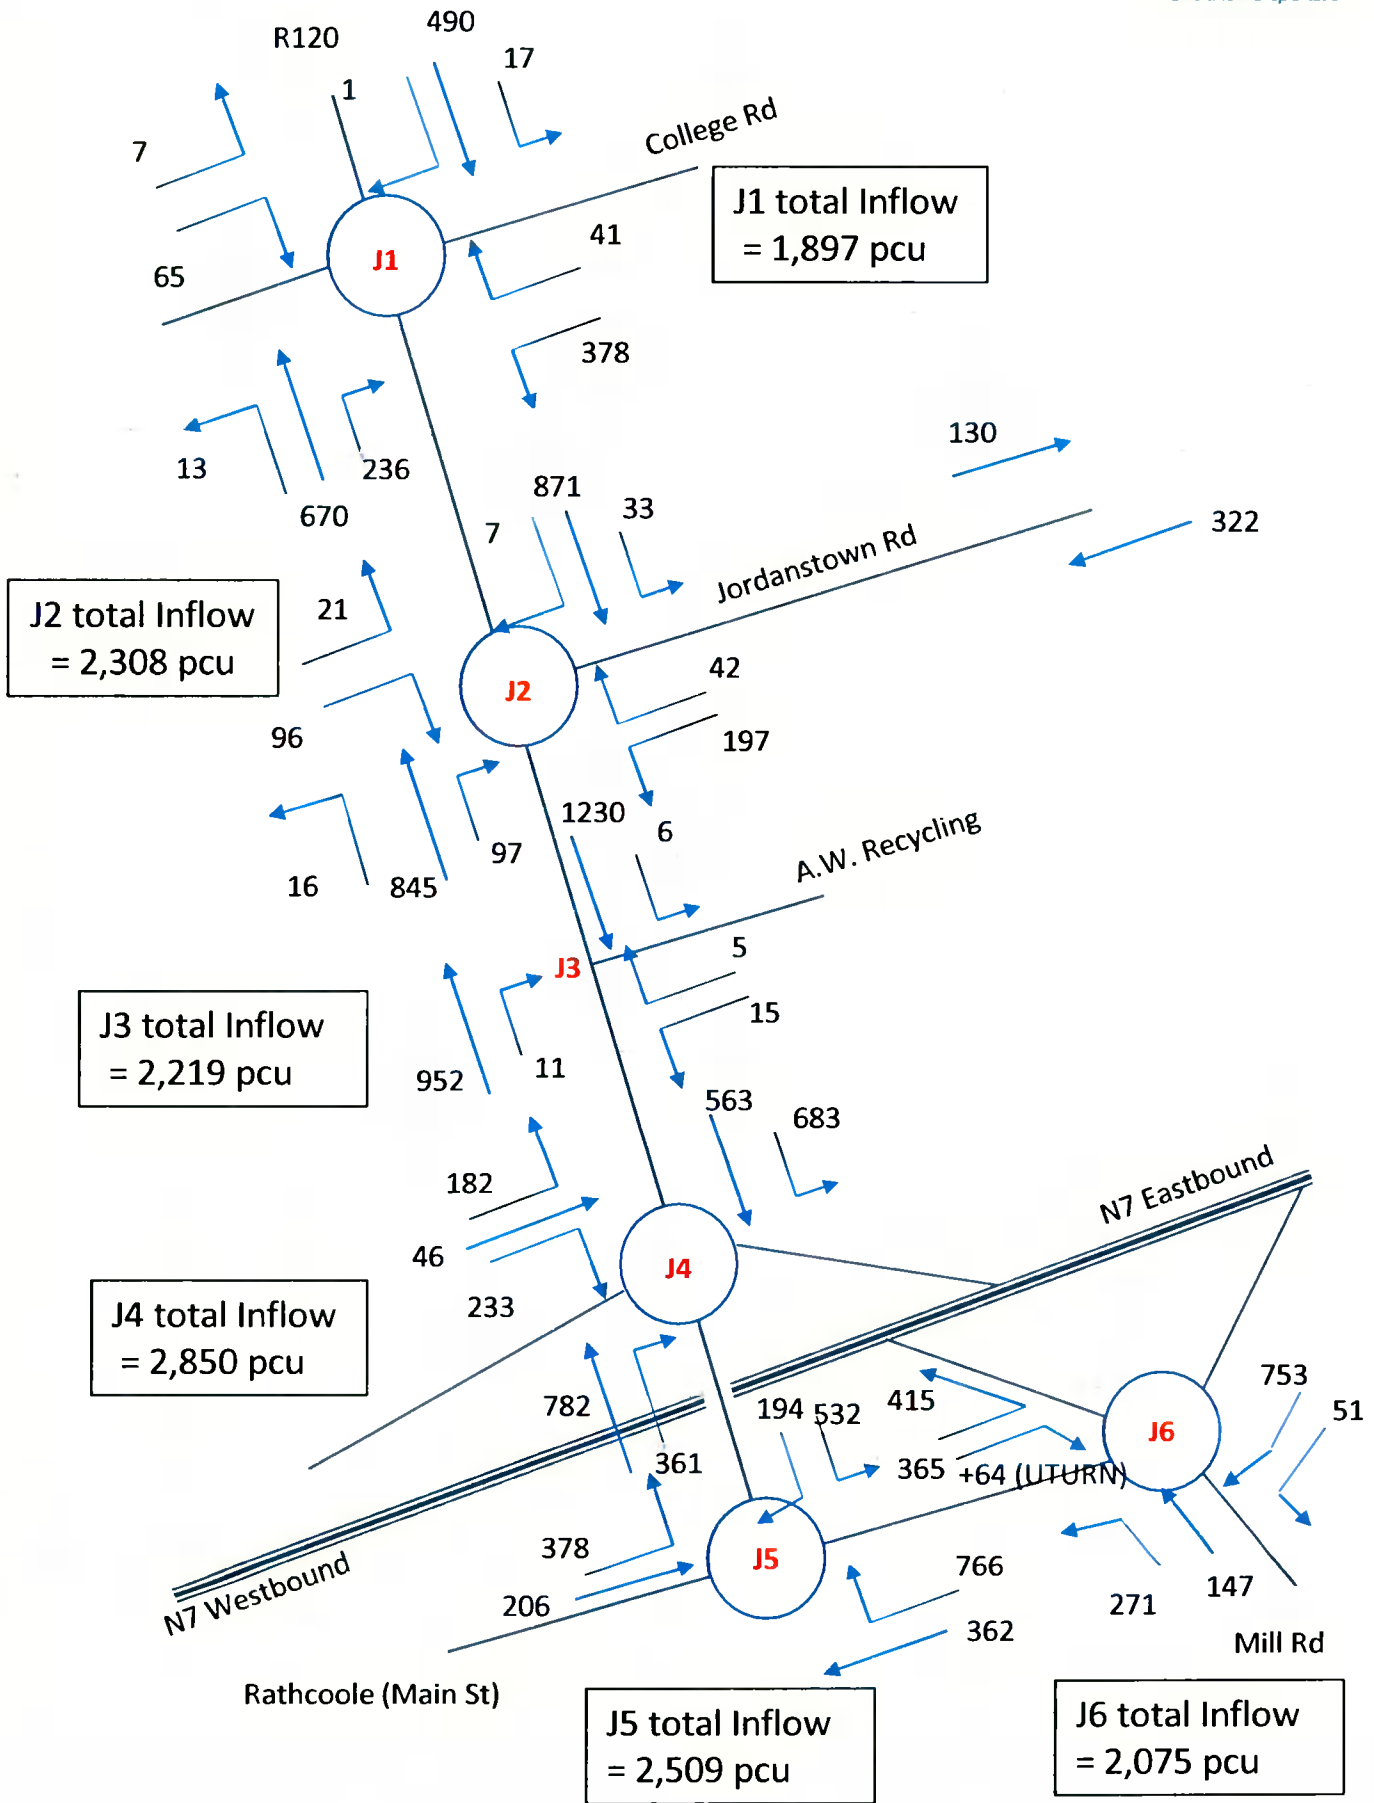 490
R120
17
1
College Rd
7
J1 total Inflow
= 1,897 pcu
41
J1
65
378
130
13
236
871
670
33
322
7
Jordanstown Rd
J2 total Inflow
= 2,308 pcu
21
42
J2
96
197
1230
6
A.W. Recycling
97
16
845
5
J3
15
J3 total Inflow
= 2,219 pcu
11
952
563
683
182
N7 Eastbound
46
J4
233
J4 total Inflow
= 2,850 pcu
753
782
194
532
415
51
J6
361
365
+64 (UTURN)
378
J5
766
N7 Westbound
206
271
147
362
Mill Rd
Rathcoole (Main St)
J5 total Inflow
= 2,509 pcu
J6 total Inflow
= 2,075 pcu